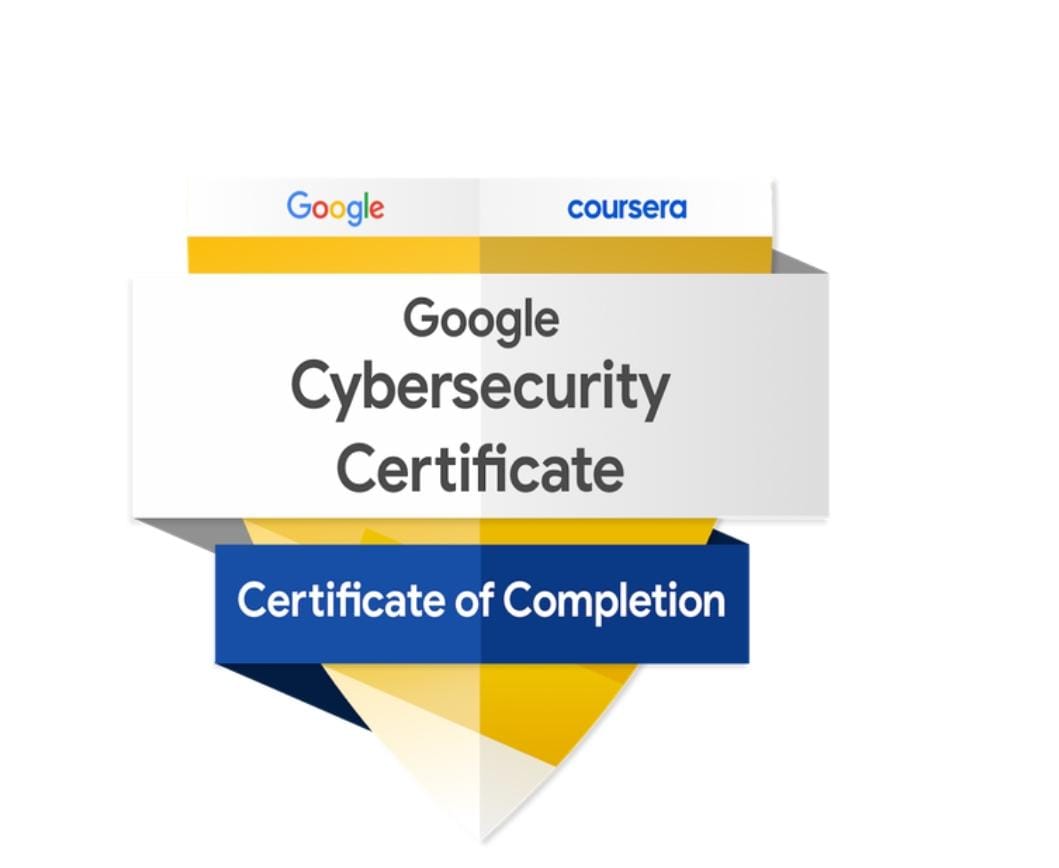 Google coursera
Google
Cybersecurity
Certificate
Certificate of Completion